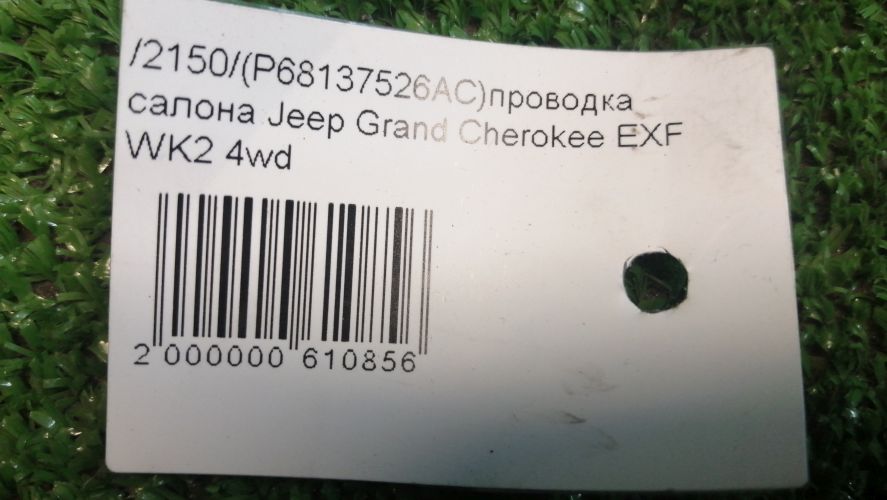 /2150/(P68137526AC)проводка
салона Jeep Grand Cherokee EXF
WK2 4wd
2 000000 610856